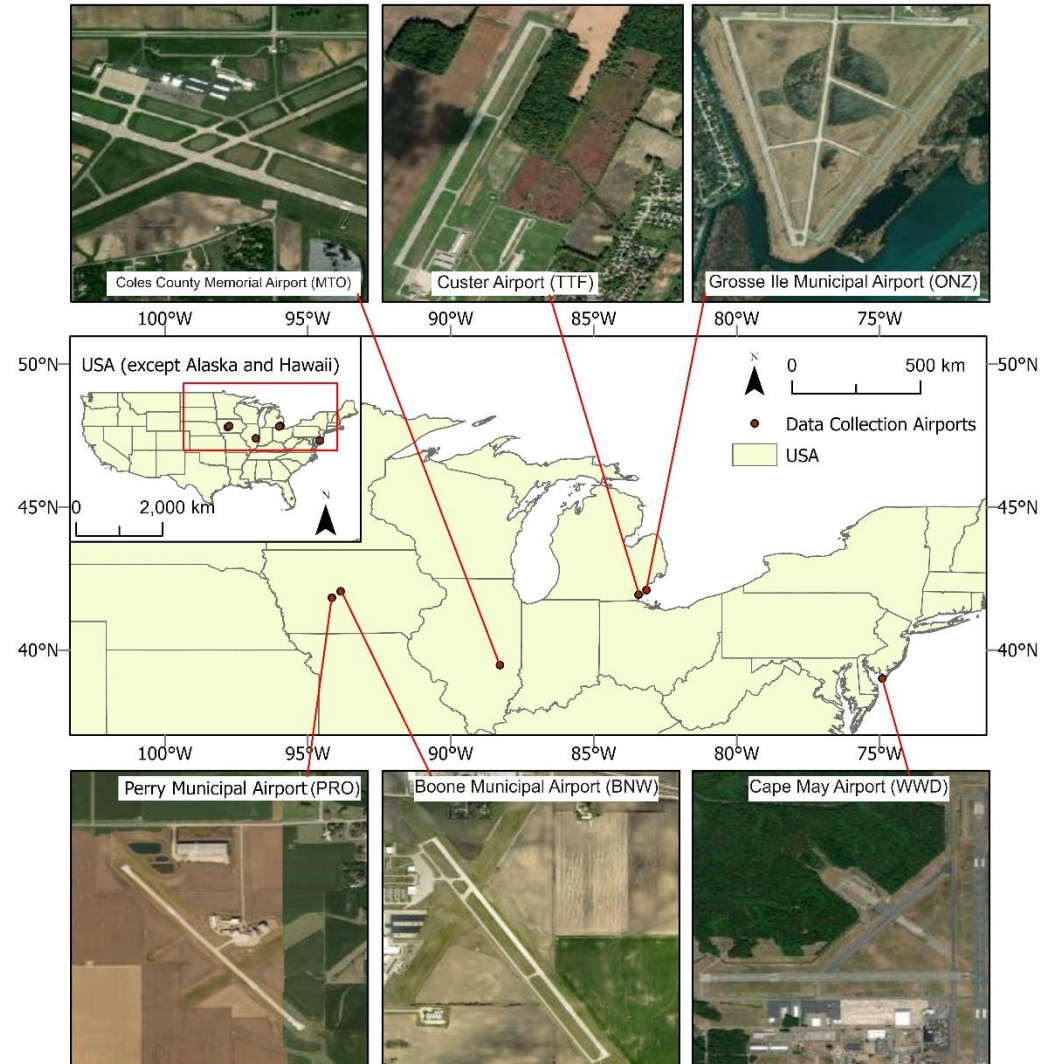 Coles County Memorial Airport (MTO)
Custer Airport (TTF)
Grosse Ile Municipal Airport (ONZ)
100°W 95°W 90°W 85°W 80°W 75°W
50°N 50°N
USA (except Alaska and Hawaii)
N
0 500 km
Data Collection Airports
USA
0 2,000 km
N
45°N 45°N
40°N 40°N
100°W 95°W 90°W 85°W 80°W 75°W
Perry Municipal Airport (PRO)
Boone Municipal Airport (BNW)
Cape May Airport (WWD)